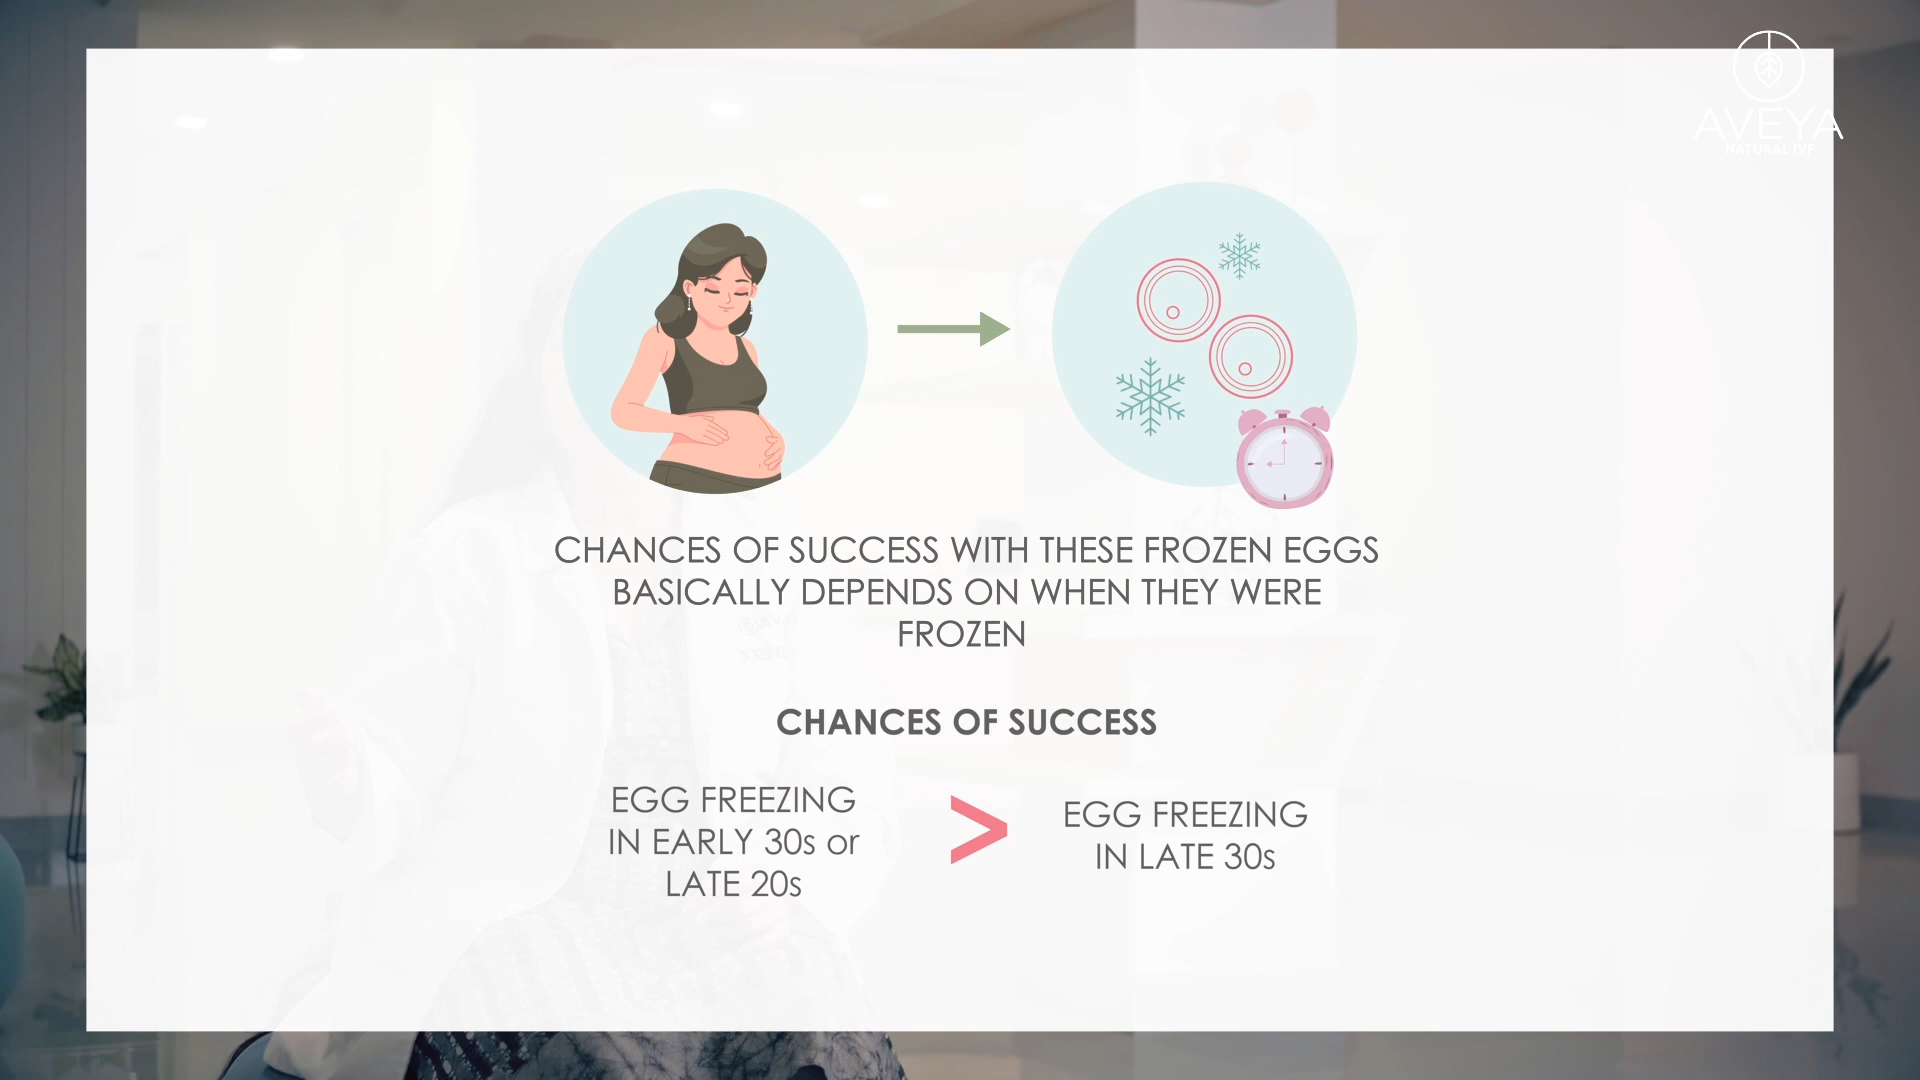 AVEYA
NATURAL IVF
CHANCES OF SUCCESS WITH THESE FROZEN EGGS
BASICALLY DEPENDS ON WHEN THEY WERE
FROZEN
CHANCES OF SUCCESS
EGG FREEZING
IN EARLY 30s or
LATE 20s
>
EGG FREEZING
IN LATE 30s